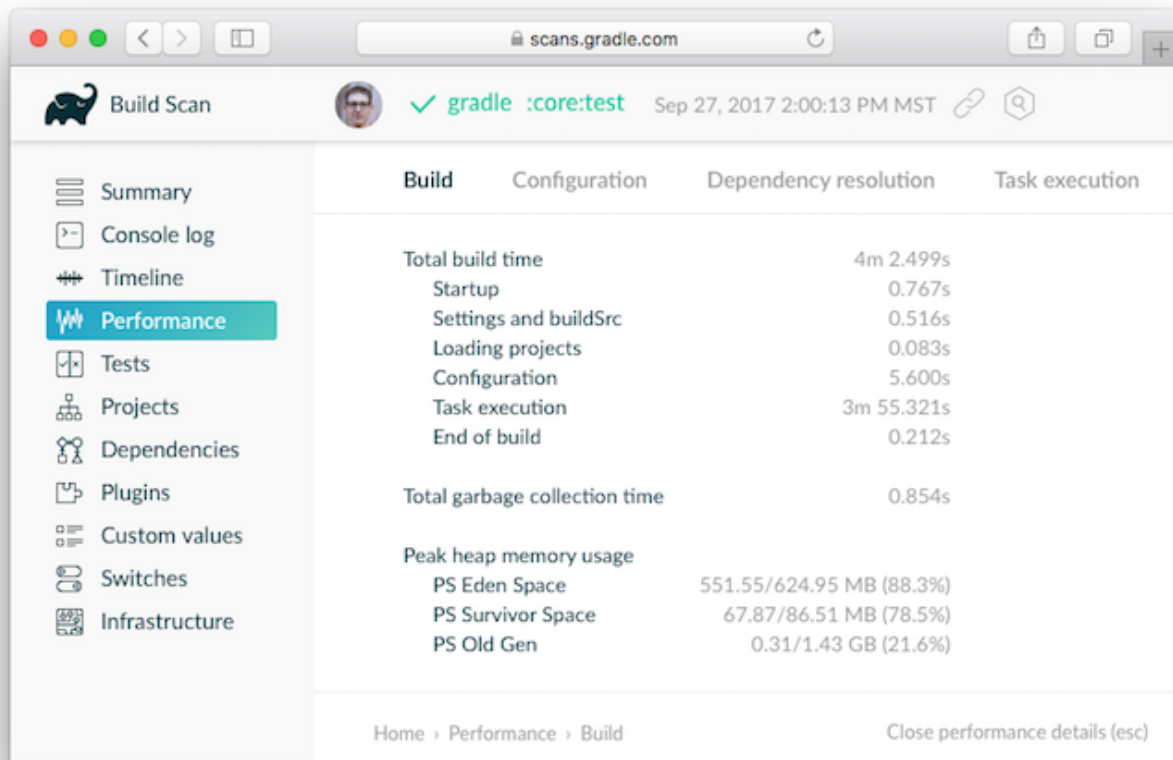 scans.gradle.com
Build Scan
gradle :core:test Sep 27, 2017 2:00:13 PM MST
Summary
Console log
Timeline
Performance
Tests
Projects
Dependencies
Plugins
Custom values
Switches
Infrastructure
Build Configuration Dependency resolution Task execution
Total build time 4m 2.499s
Startup 0.767s
Settings and buildSrc 0.516s
Loading projects 0.083s
Configuration 5.600s
Task execution 3m 55.321s
End of build 0.212s
Total garbage collection time 0.854s
Peak heap memory usage
PS Eden Space 551.55/624.95 MB (88.3%)
PS Survivor Space 67.87/86.51 MB (78.5%)
PS Old Gen 0.31/1.43 GB (21.6%)
Home › Performance › Build Close performance details (esc)